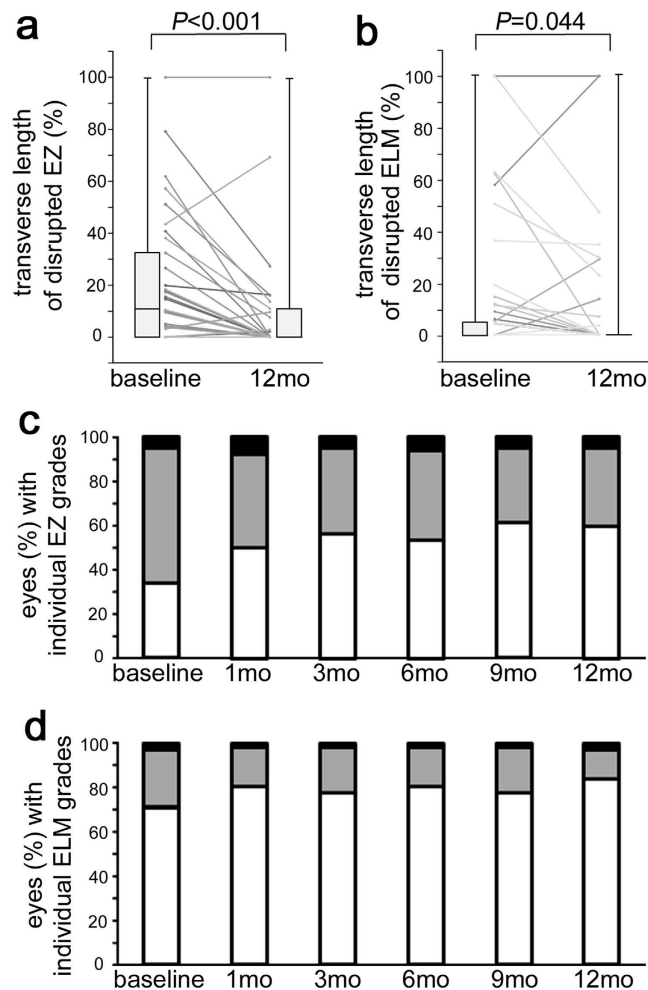 a
P<0.001
transverse length
of disrupted EZ (%)
100
80
60
40
20
0
baseline 12mo
b
P=0.044
transverse length
of disrupted ELM (%)
100
80
60
40
20
0
baseline 12mo
c
eyes (%) with
individual EZ grades
100
80
60
40
20
0
baseline 1mo 3mo 6mo 9mo 12mo
d
eyes (%) with
individual ELM grades
100
80
60
40
20
0
baseline 1mo 3mo 6mo 9mo 12mo